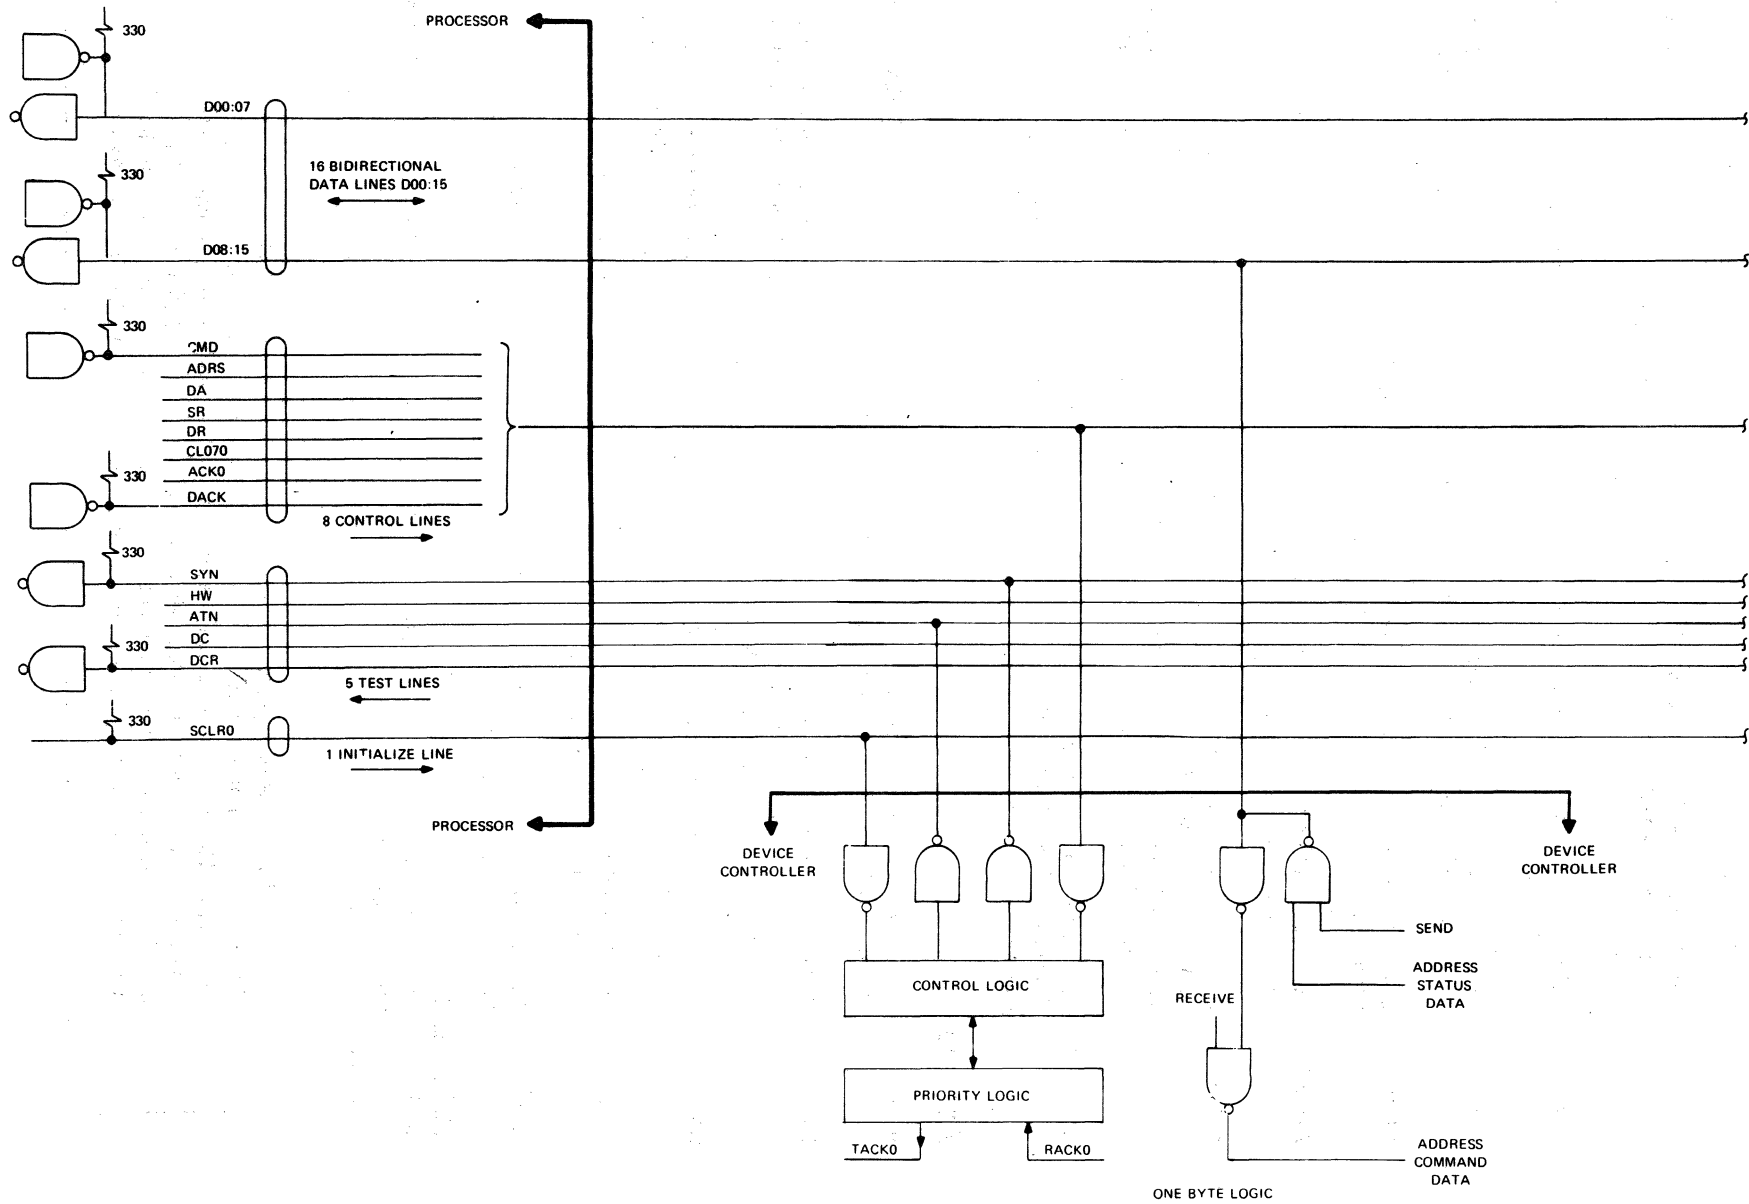 PROCESSOR
330
D00:07
16 BIDIRECTIONAL
DATA LINES D00:15
330
D08:15
330
CMD
ADRS
DA
SR
DR
CL070
ACK0
DACK
330
8 CONTROL LINES
330
SYN
HW
ATN
DC
DCR
330
5 TEST LINES
330
SCLR0
1 INITIALIZE LINE
PROCESSOR
DEVICE
CONTROLLER
DEVICE
CONTROLLER
SEND
ADDRESS
STATUS
DATA
CONTROL LOGIC
RECEIVE
PRIORITY LOGIC
TACK0
RACK0
ADDRESS
COMMAND
DATA
ONE BYTE LOGIC